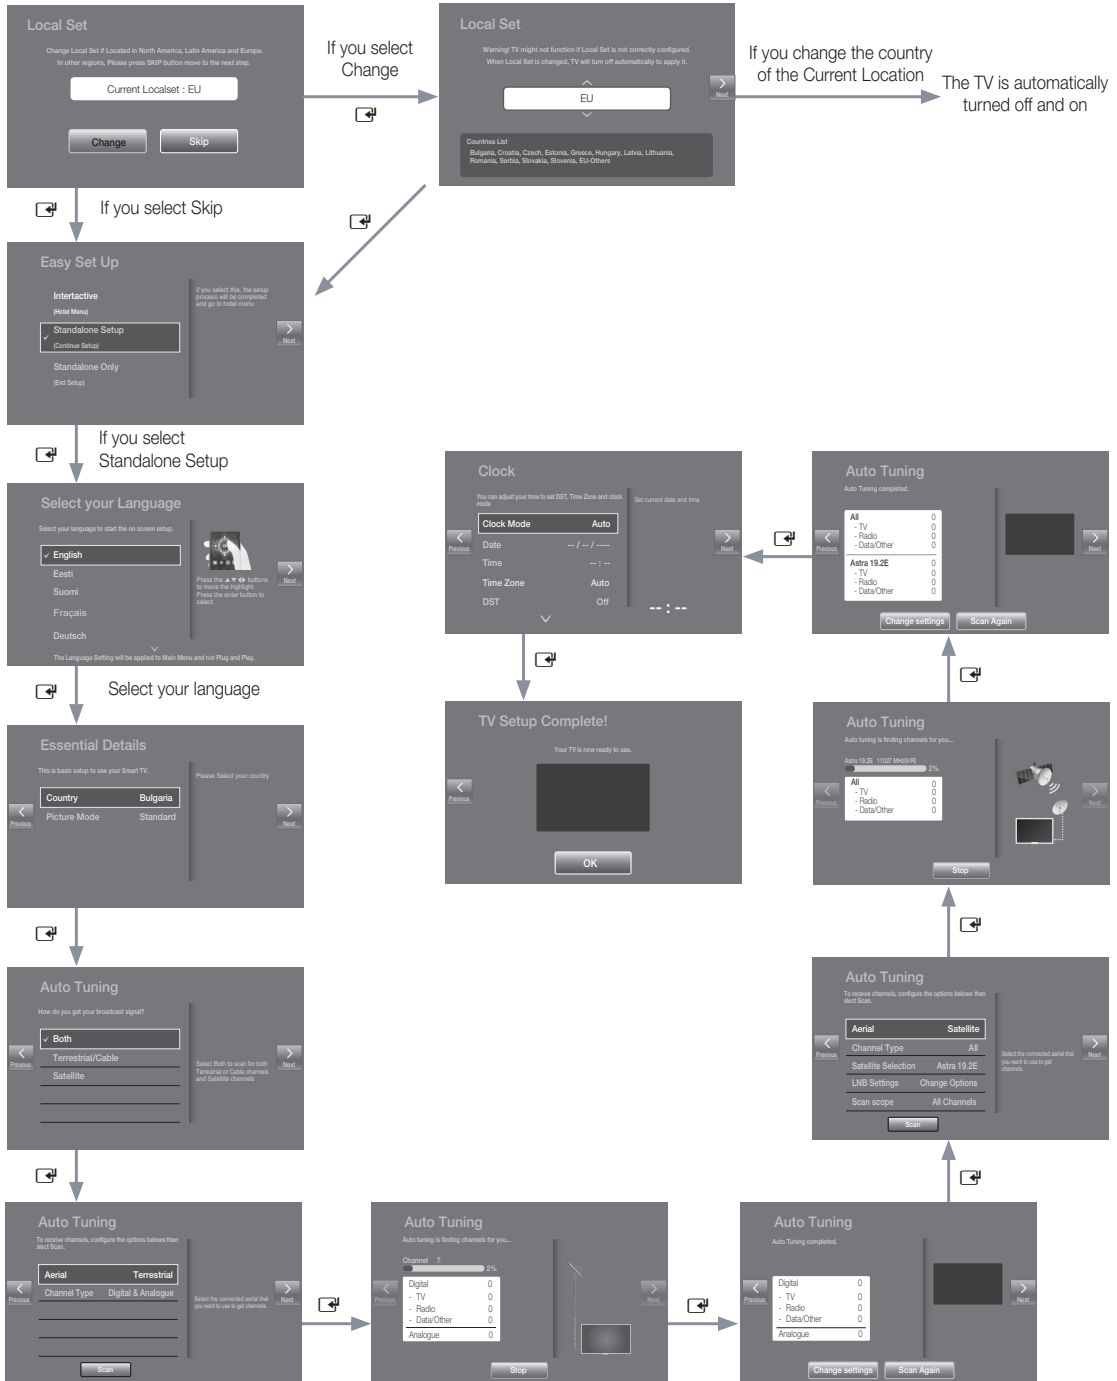 Local Set
Change Local Set if Located in North America, Latin America and Europe.
In other regions, Please press SKIP button move to the next step.
Current Localset : EU
Change
Skip
If you select
Change
Local Set
Warning! TV might not function if Local Set is not correctly configured.
When Local Set is changed, TV will turn off automatically to apply it.
EU
Next
Countries List
Bulgaria, Croatia, Czech, Estonia, Greece, Hungary, Latvia, Lithuania,
Romania, Serbia, Slovakia, Slovenia, EU-Others
If you change the country
of the Current Location
The TV is automatically
turned off and on
If you select Skip
Easy Set Up
Intertactive
(Hotel Menu)
Standalone Setup
(Continue Setup)
Standalone Only
(End Setup)
If you select this, the setup
process will be completed
and go to hotel menu
Next
If you select
Standalone Setup
Select your Language
Select your language to start the on screen setup.
English
Eesti
Suomi
Fraçais
Deutsch
Press the ▲▼◀▶ buttons
to move the highlight.
Press the enter button to
select.
Next
The Language Setting will be applied to Main Menu and not Plug and Play.
Select your language
Essential Details
This is basic setup to use your Smart TV.
Country Bulgaria
Picture Mode Standard
Please Select your country
Previous
Next
Auto Tuning
How do you get your broadcast signal?
Both
Terrestrial/Cable
Satellite
Select Both to scan for both
Terrestrial or Cable channels
and Satellite channels
Previous
Next
Auto Tuning
To receive channels, configure the options belows then
slect Scan.
Aerial Terrestrial
Channel Type Digital & Analogue
Select the connected aerial that
you want to use to get channels.
Previous
Next
Scan
Auto Tuning
Auto tuning is finding channels for you...
Channel 7
2%
Digital 0
- TV 0
- Radio 0
- Data/Other 0
Analogue 0
Previous
Next
Stop
Auto Tuning
Auto Tuning completed.
Digital 0
- TV 0
- Radio 0
- Data/Other 0
Analogue 0
Previous
Next
Change settings
Scan Again
Auto Tuning
To receive channels, configure the options belows then
slect Scan.
Aerial Satellite
Channel Type All
Satellite Selection Astra 19.2E
LNB Settings Change Options
Scan scope All Channels
Select the connected aerial that
you want to use to get
channels.
Previous
Next
Scan
Auto Tuning
Auto tuning is finding channels for you...
Astra 19.2E 11027 MHz(V/R)
2%
All 0
- TV 0
- Radio 0
- Data/Other 0
Previous
Next
Stop
Auto Tuning
Auto Tuning completed.
All 0
- TV 0
- Radio 0
- Data/Other 0
Astra 19.2E 0
- TV 0
- Radio 0
- Data/Other 0
Previous
Next
Change settings
Scan Again
Clock
You can adjust your time to set DST, Time Zone and clock
mode
Clock Mode Auto
Date -- / -- / ----
Time -- : --
Time Zone Auto
DST Off
Set current date and time
-- : --
Previous
Next
TV Setup Complete!
Your TV is now ready to use.
Previous
OK